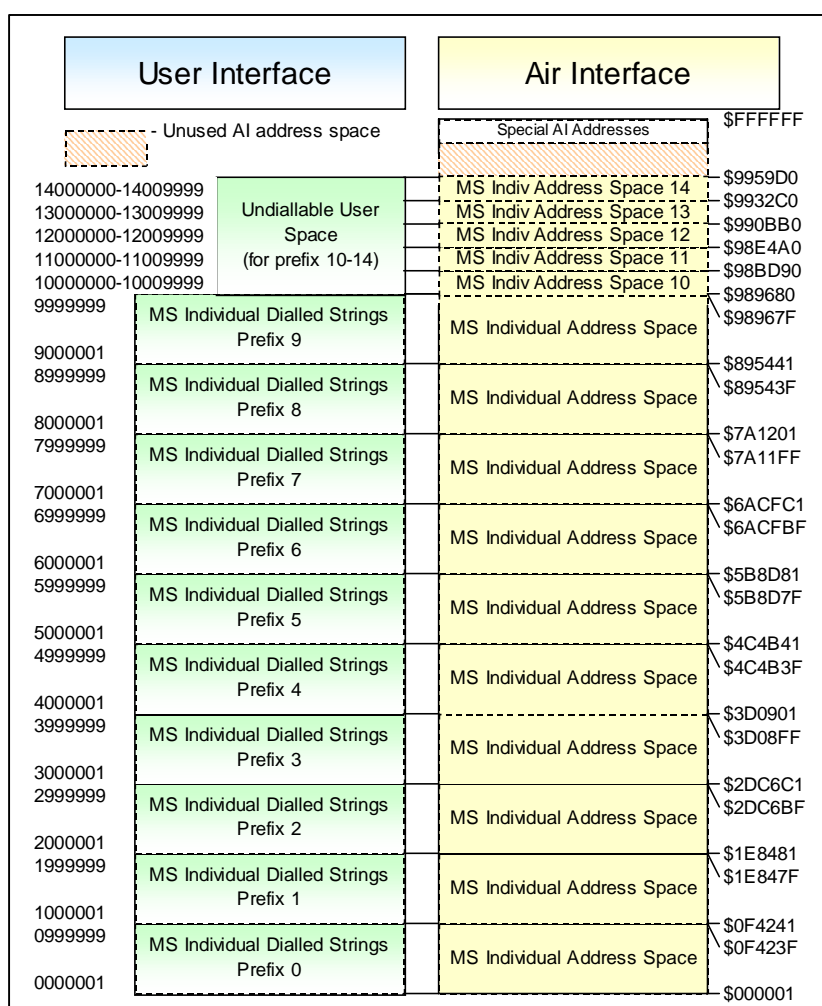 User Interface
Air Interface
- Unused AI address space
Special AI Addresses
$FFFFFF
14000000-14009999
13000000-13009999
12000000-12009999
11000000-11009999
10000000-10009999
Undiallable User
Space
(for prefix 10-14)
MS Indiv Address Space 14
MS Indiv Address Space 13
MS Indiv Address Space 12
MS Indiv Address Space 11
MS Indiv Address Space 10
$9959D0
$9932C0
$990BB0
$98E4A0
$98BD90
$989680
9999999
MS Individual Dialled Strings
Prefix 9
9000001
MS Individual Address Space
$98967F
$895441
8999999
MS Individual Dialled Strings
Prefix 8
8000001
MS Individual Address Space
$89543F
$7A1201
7999999
MS Individual Dialled Strings
Prefix 7
7000001
MS Individual Address Space
$7A11FF
$6ACFC1
6999999
MS Individual Dialled Strings
Prefix 6
6000001
MS Individual Address Space
$6ACFBF
$5B8D81
5999999
MS Individual Dialled Strings
Prefix 5
5000001
MS Individual Address Space
$5B8D7F
$4C4B41
4999999
MS Individual Dialled Strings
Prefix 4
4000001
MS Individual Address Space
$4C4B3F
$3D0901
3999999
MS Individual Dialled Strings
Prefix 3
3000001
MS Individual Address Space
$3D08FF
$2DC6C1
2999999
MS Individual Dialled Strings
Prefix 2
2000001
MS Individual Address Space
$2DC6BF
$1E8481
1999999
MS Individual Dialled Strings
Prefix 1
1000001
MS Individual Address Space
$1E847F
$0F4241
0999999
MS Individual Dialled Strings
Prefix 0
0000001
MS Individual Address Space
$0F423F
$000001